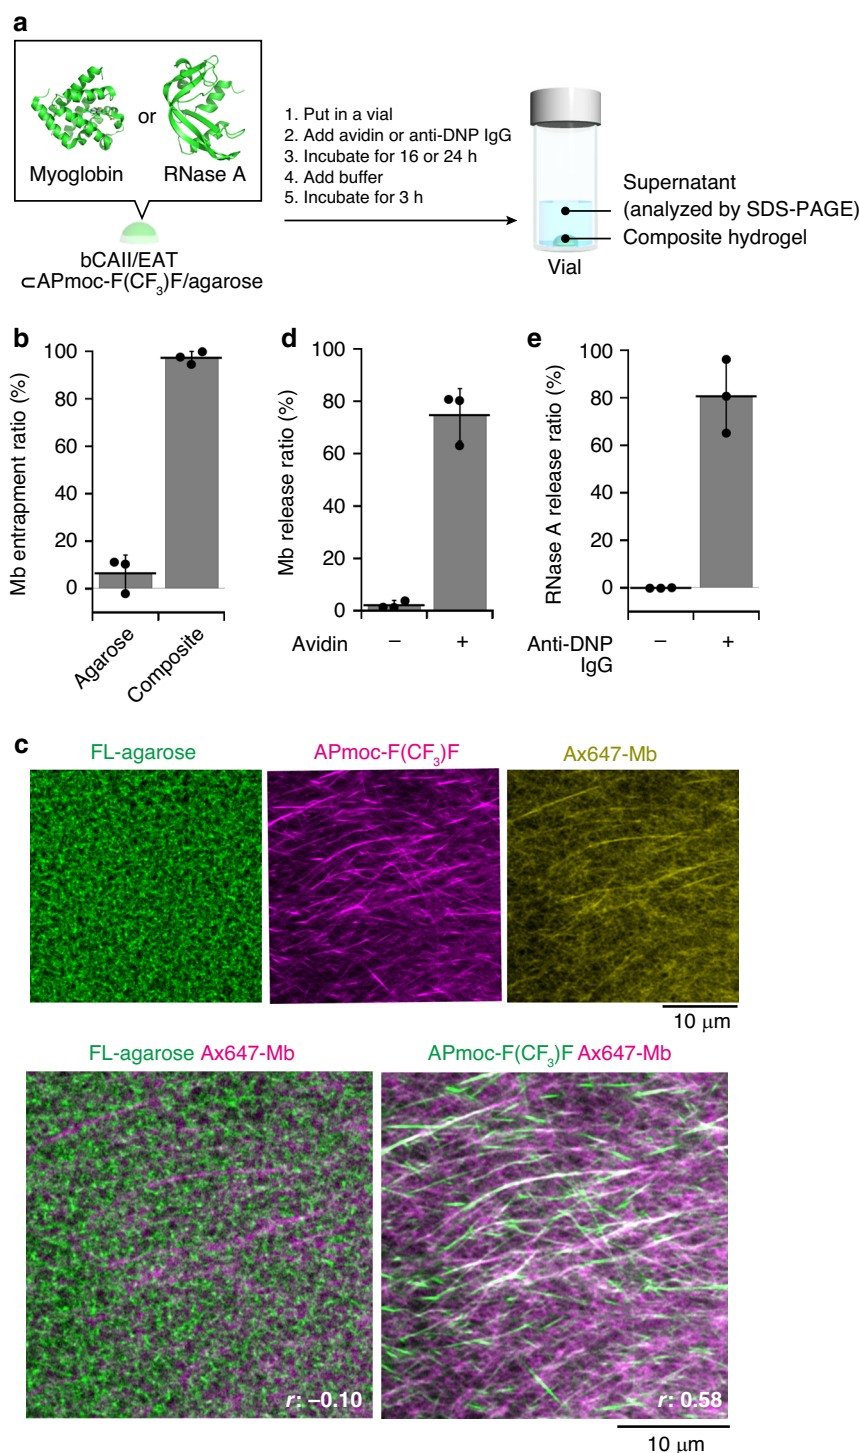 a
Myoglobin
or
RNase A
bCAII/EAT
⊂APmoc-F(CF₃)F/agarose
1. Put in a vial
2. Add avidin or anti-DNP IgG
3. Incubate for 16 or 24 h
4. Add buffer
5. Incubate for 3 h
Supernatant
(analyzed by SDS-PAGE)
Composite hydrogel
Vial
b
Mb entrapment ratio (%)
100
80
60
40
20
0
Agarose
Composite
d
Mb release ratio (%)
100
80
60
40
20
0
Avidin – +
e
RNase A release ratio (%)
100
80
60
40
20
0
Anti-DNP – +
IgG
c
FL-agarose
APmoc-F(CF₃)F
Ax647-Mb
10 μm
FL-agarose Ax647-Mb
APmoc-F(CF₃)F Ax647-Mb
r: –0.10
r: 0.58
10 μm